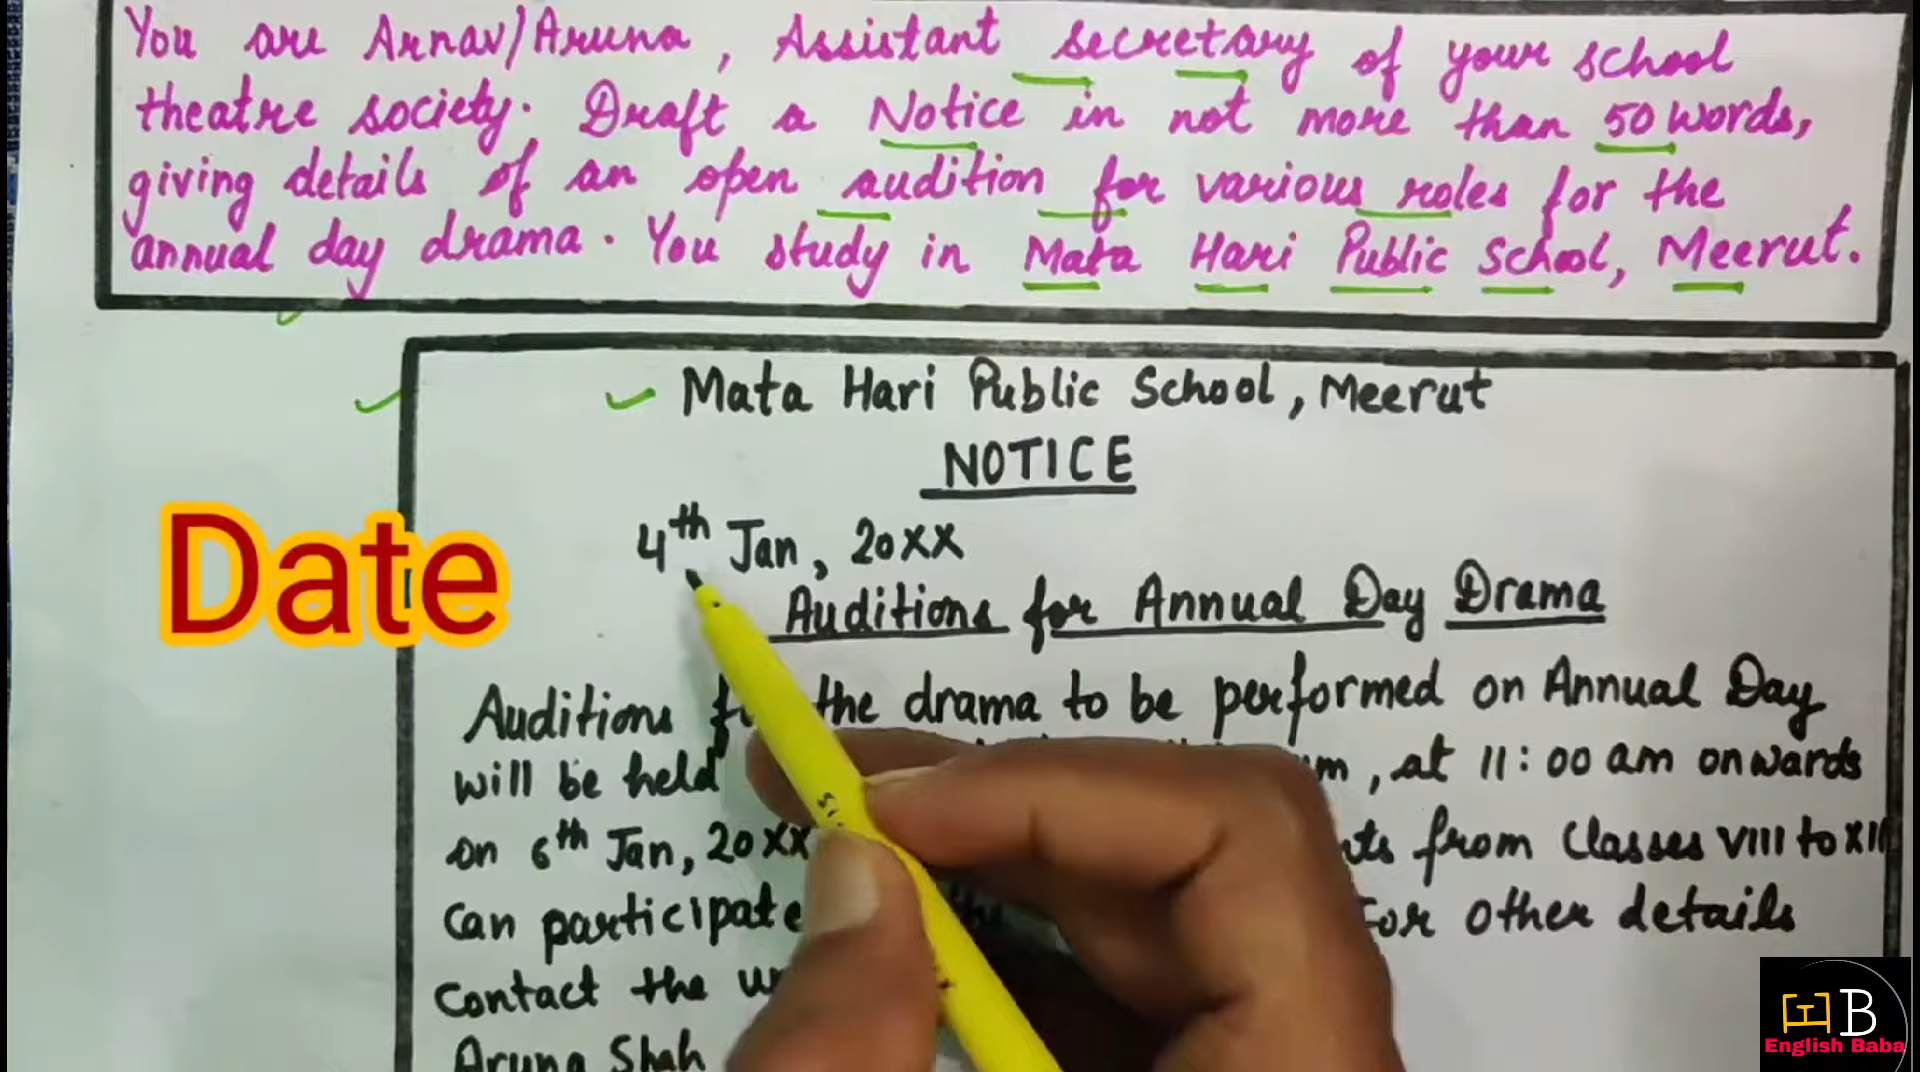 You are Arnav/Aruna, Assistant secretary of your school
theatre society. Draft a Notice in not more than 50 words,
giving details of an open audition for various roles for the
annual day drama. You study in Mata Hari Public School, Meerut.
Mata Hari Public School, Meerut
NOTICE
4th Jan, 20XX
Date
Auditions for Annual Day Drama
Auditions the drama to be performed on Annual Day
will be held , at 11:00 am onwards
on 6th Jan, 20XX from Classes VIII to XII
can participate For other details
contact the
Aruna Shah
EB
English Baba